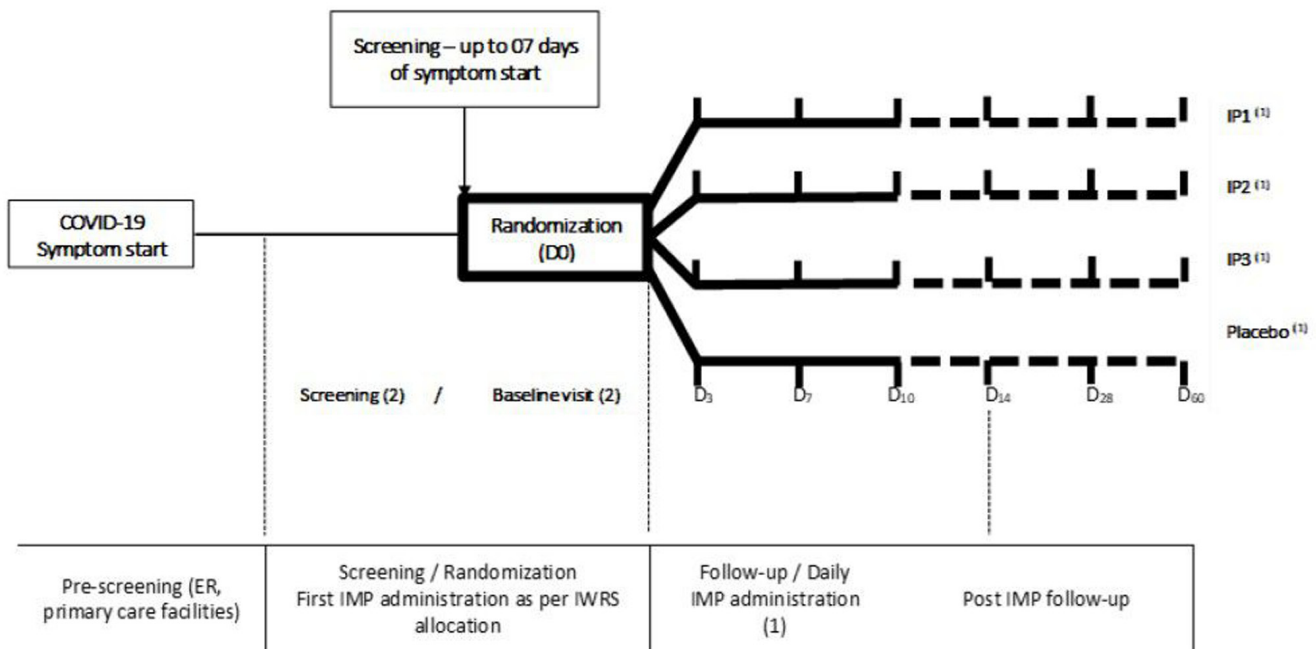 Screening – up to 07 days
of symptom start
IP1 (1)
IP2 (1)
COVID-19
Symptom start
Randomization
(D0)
IP3 (1)
Placebo (1)
Screening (2) / Baseline visit (2)
D3 D7 D10 D14 D28 D60
Pre-screening (ER,
primary care facilities)
Screening / Randomization
First IMP administration as per IWRS
allocation
Follow-up / Daily
IMP administration
(1)
Post IMP follow-up